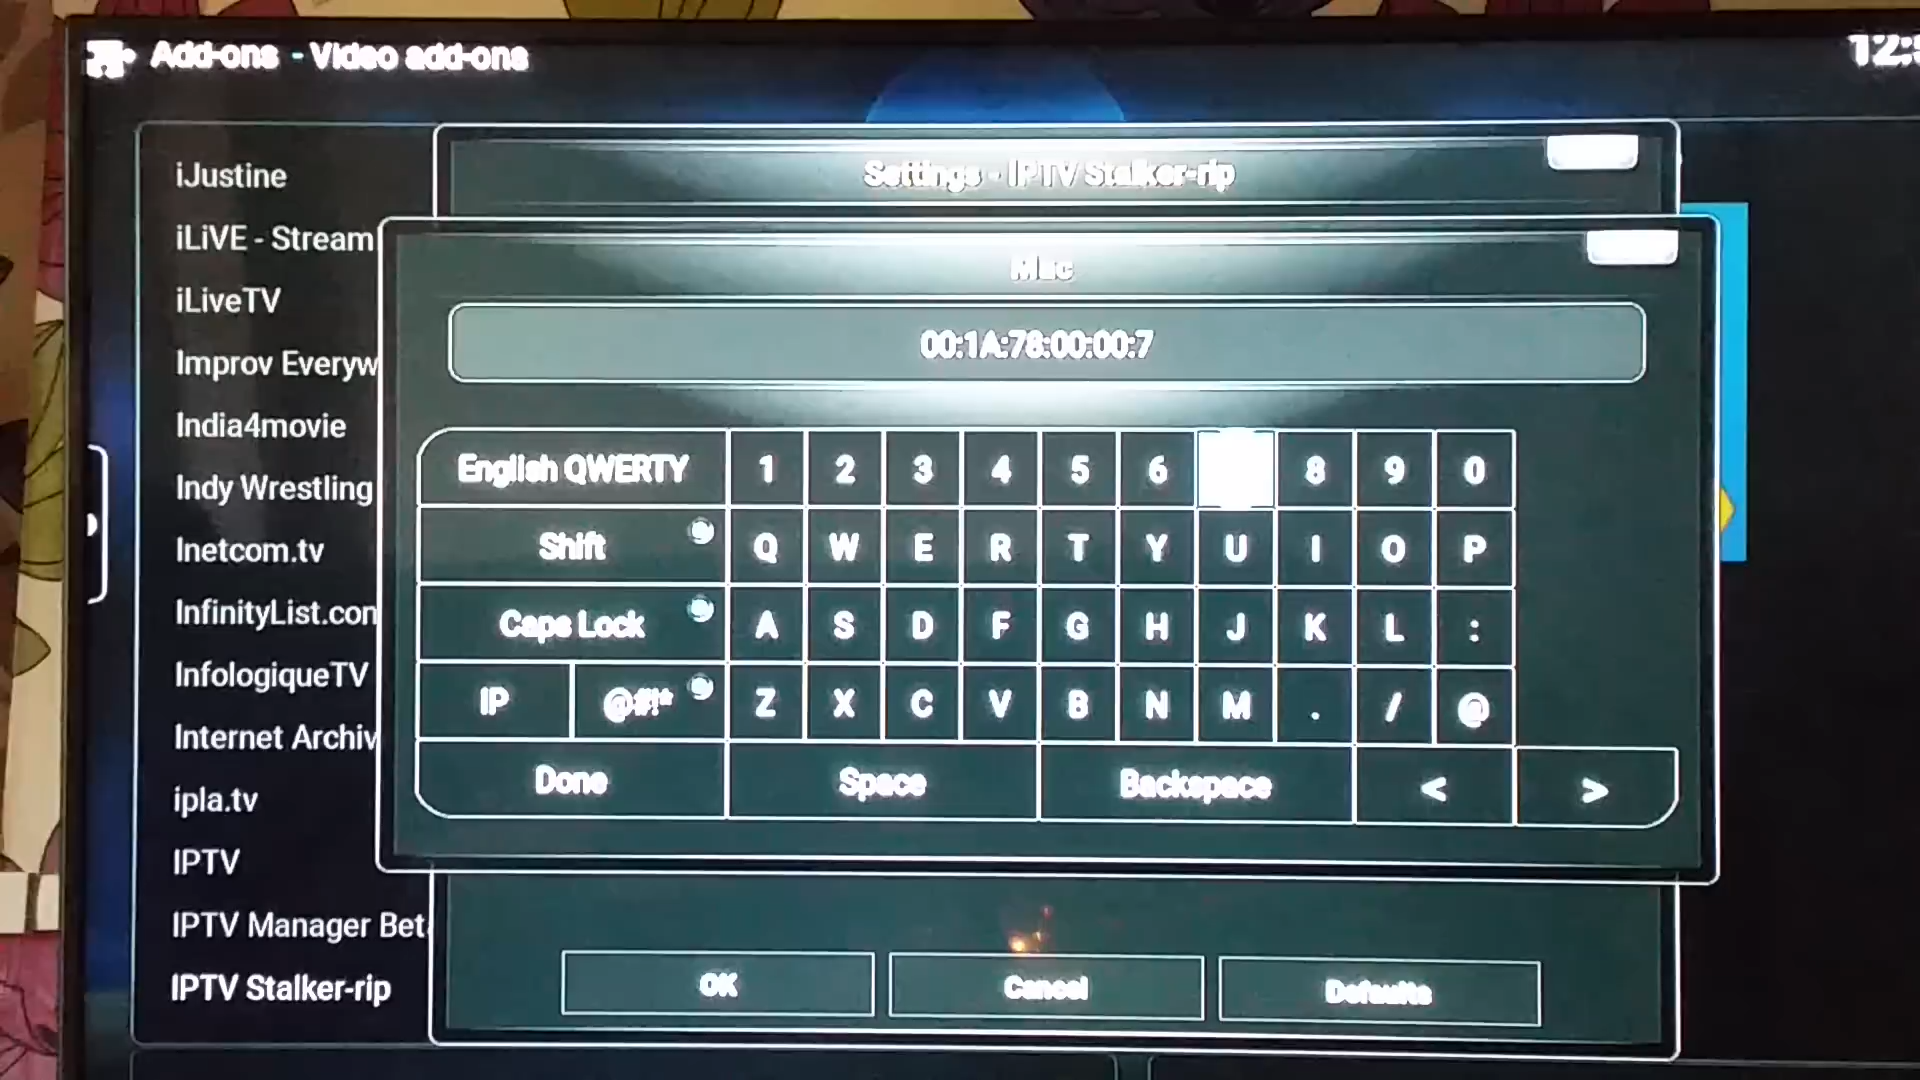 Add-ons - Video add-ons
12:
iJustine
iLiVE - Stream
iLiveTV
Improv Everyw
India4movie
Indy Wrestling
Inetcom.tv
InfinityList.com
InfologiqueTV
Internet Archiv
ipla.tv
IPTV
IPTV Manager Bet
IPTV Stalker-rip
Settings - IPTV Stalker-rip
Mac
00:1A:78:00:00:7
English QWERTY 1 2 3 4 5 6 8 9 0
Shift Q W E R T Y U I O P
Caps Lock A S D F G H J K L :
IP @#!* Z X C V B N M . / @
Done Space Backspace < >
OK Cancel Defaults